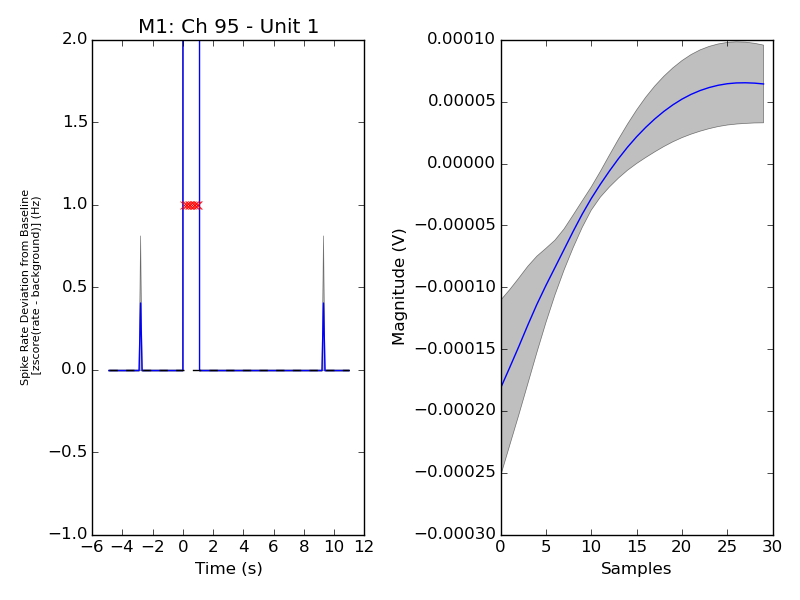 M1: Ch 95 - Unit 1
2.0
1.5
1.0
0.5
0.0
−0.5
−1.0
−6 −4 −2 0 2 4 6 8 10 12
Time (s)
Spike Rate Deviation from Baseline
[zscore(rate - background)] (Hz)
0.00010
0.00005
0.00000
−0.00005
−0.00010
−0.00015
−0.00020
−0.00025
−0.00030
0 5 10 15 20 25 30
Samples
Magnitude (V)